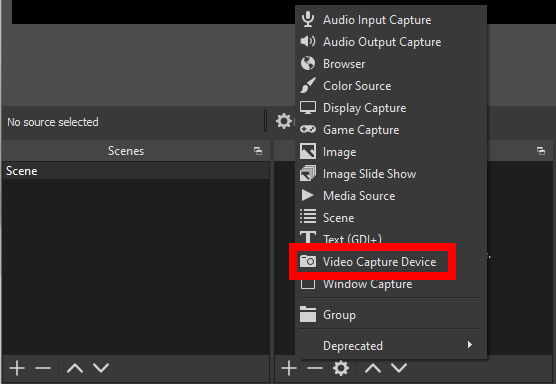 Audio Input Capture
Audio Output Capture
Browser
Color Source
Display Capture
Game Capture
Image
Image Slide Show
Media Source
Scene
Text (GDI+)
Video Capture Device
Window Capture
Group
Deprecated
No source selected
Scenes
Scene